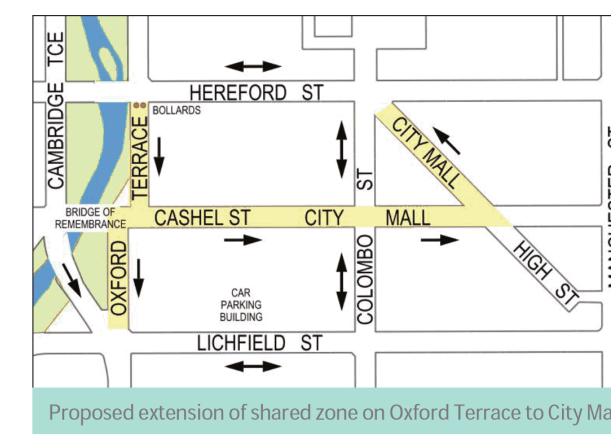 CAMBRIDGE TCE
HEREFORD ST
BOLLARDS
TERRACE
CITY MALL
BRIDGE OF
REMEMBRANCE
CASHEL ST CITY MALL
OXFORD
COLOMBO ST
HIGH ST
CAR
PARKING
BUILDING
LICHFIELD ST
Proposed extension of shared zone on Oxford Terrace to City Ma